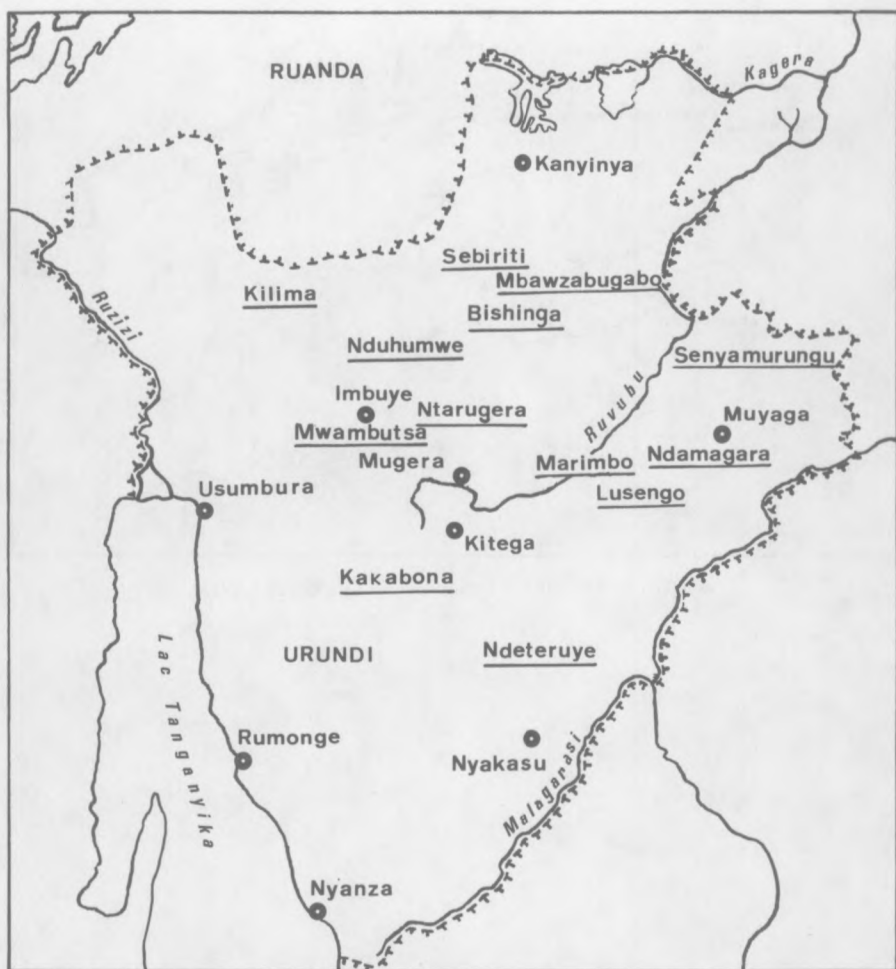 RUANDA
Kagera
Kanyinya
Sebiriti
Mbawzabugabo
Kilima
Bishinga
Ruzizi
Nduhumwe
Senyamurungu
Imbuye
Ntarugera
Ruvubu
Muyaga
Mwambutsa
Mugera
Marimbo
Ndamagara
Usumbura
Lusengo
Kitega
Kakabona
URUNDI
Ndeteruye
Lac Tanganyika
Rumonge
Nyakasu
Malagarasi
Nyanza